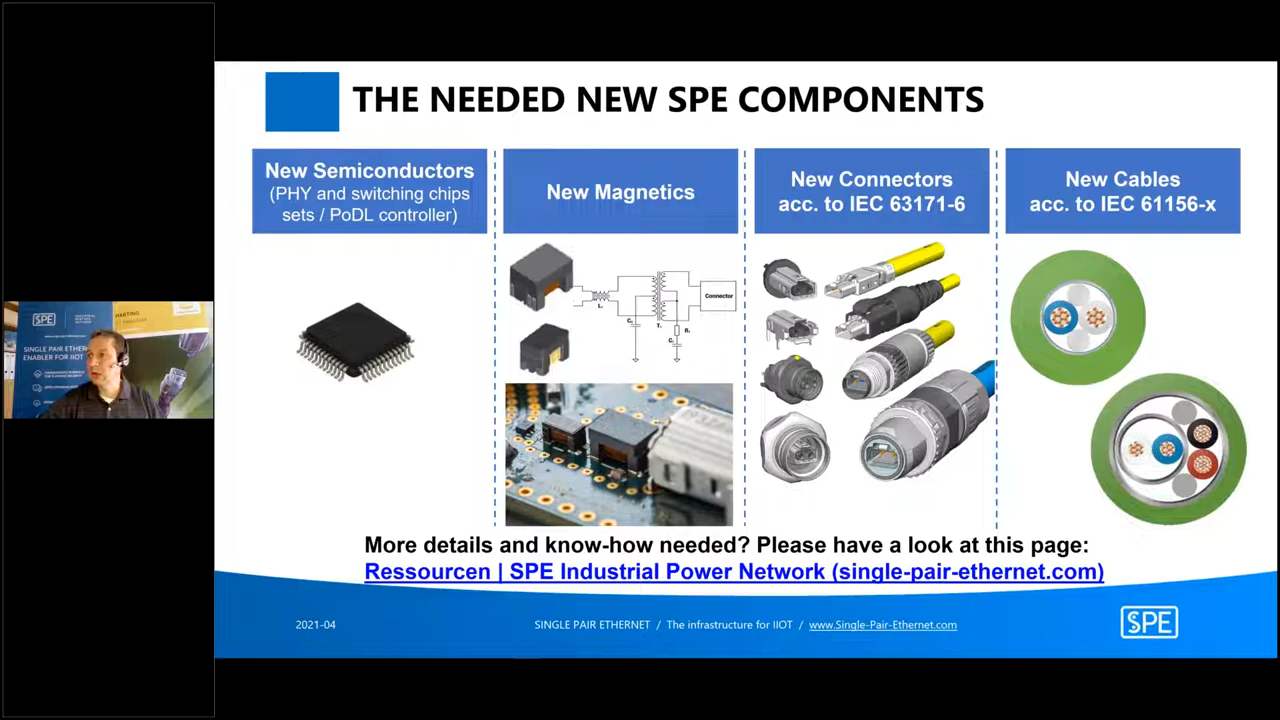 THE NEEDED NEW SPE COMPONENTS
New Semiconductors
(PHY and switching chips
sets / PoDL controller)
New Magnetics
New Connectors
acc. to IEC 63171-6
New Cables
acc. to IEC 61156-x
Connector
SPE
HARTING
SINGLE PAIR ETHER
ENABLER FOR IIOT
More details and know-how needed? Please have a look at this page:
Ressourcen | SPE Industrial Power Network (single-pair-ethernet.com)
2021-04
SINGLE PAIR ETHERNET / The infrastructure for IIOT / www.Single-Pair-Ethernet.com
SPE